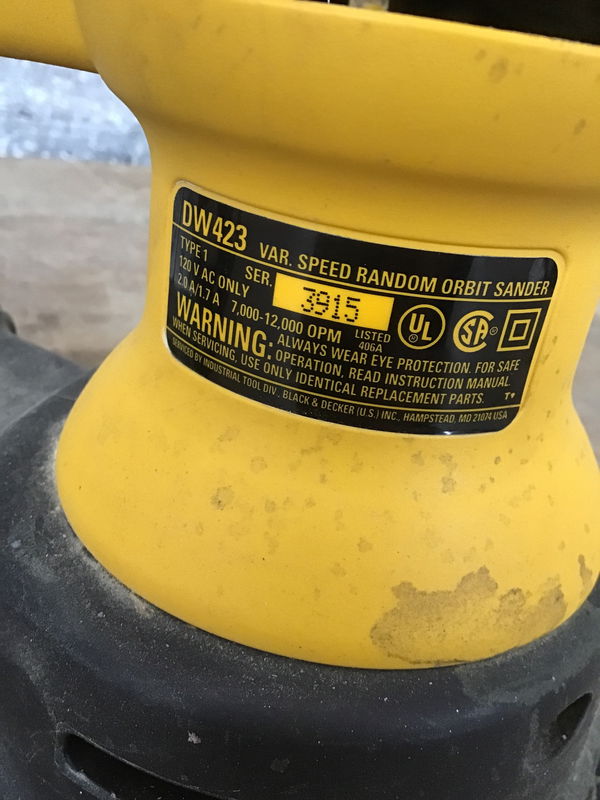 DW423 VAR. SPEED RANDOM ORBIT SANDER
TYPE 1 SER. 3915
120 V AC ONLY
2.0 A/1.7 A 7,000-12,000 OPM LISTED 406A UL SA
WARNING: ALWAYS WEAR EYE PROTECTION. FOR SAFE
OPERATION, READ INSTRUCTION MANUAL.
WHEN SERVICING, USE ONLY IDENTICAL REPLACEMENT PARTS.
SERVICED BY INDUSTRIAL TOOL DIV., BLACK & DECKER (U.S.) INC., HAMPSTEAD, MD 21074 USA